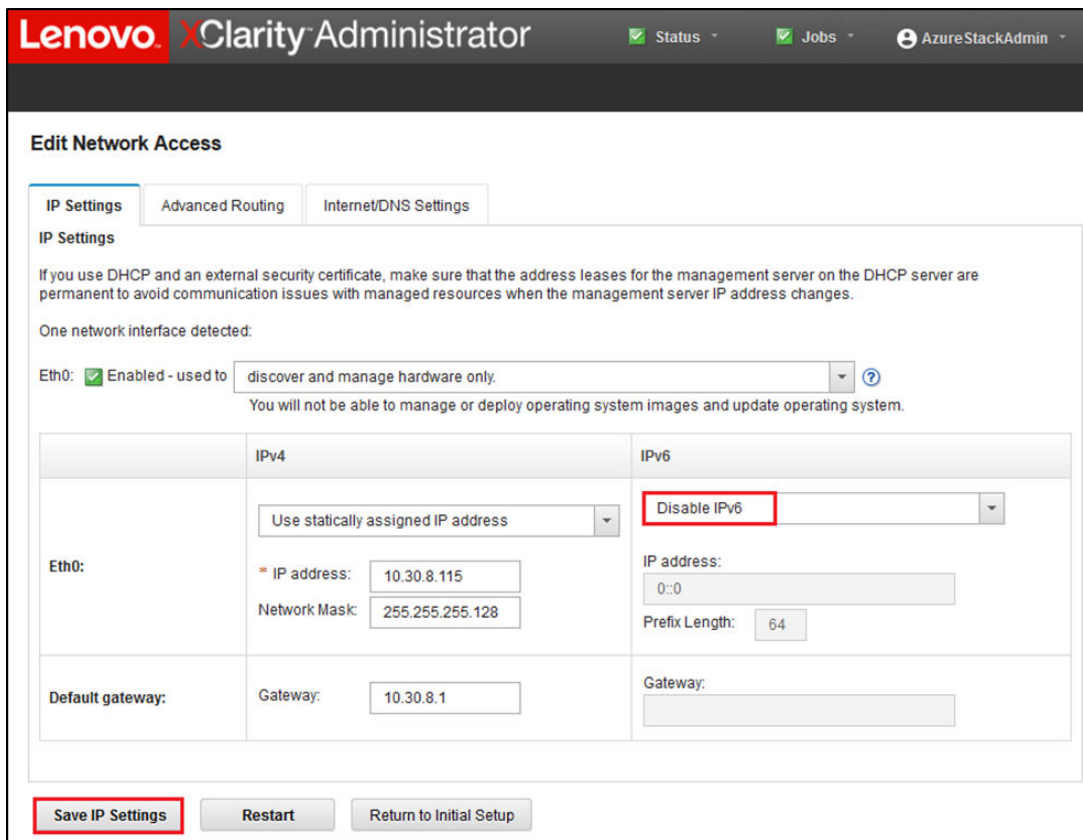 Lenovo. XClarity Administrator Status Jobs AzureStackAdmin
Edit Network Access
IP Settings Advanced Routing Internet/DNS Settings
IP Settings
If you use DHCP and an external security certificate, make sure that the address leases for the management server on the DHCP server are
permanent to avoid communication issues with managed resources when the management server IP address changes.
One network interface detected:
Eth0: Enabled - used to discover and manage hardware only. ?
You will not be able to manage or deploy operating system images and update operating system.
IPv4 IPv6
Use statically assigned IP address Disable IPv6
Eth0: * IP address: 10.30.8.115 IP address:
0::0
Network Mask: 255.255.255.128 Prefix Length: 64
Default gateway: Gateway: 10.30.8.1 Gateway:
Save IP Settings Restart Return to Initial Setup